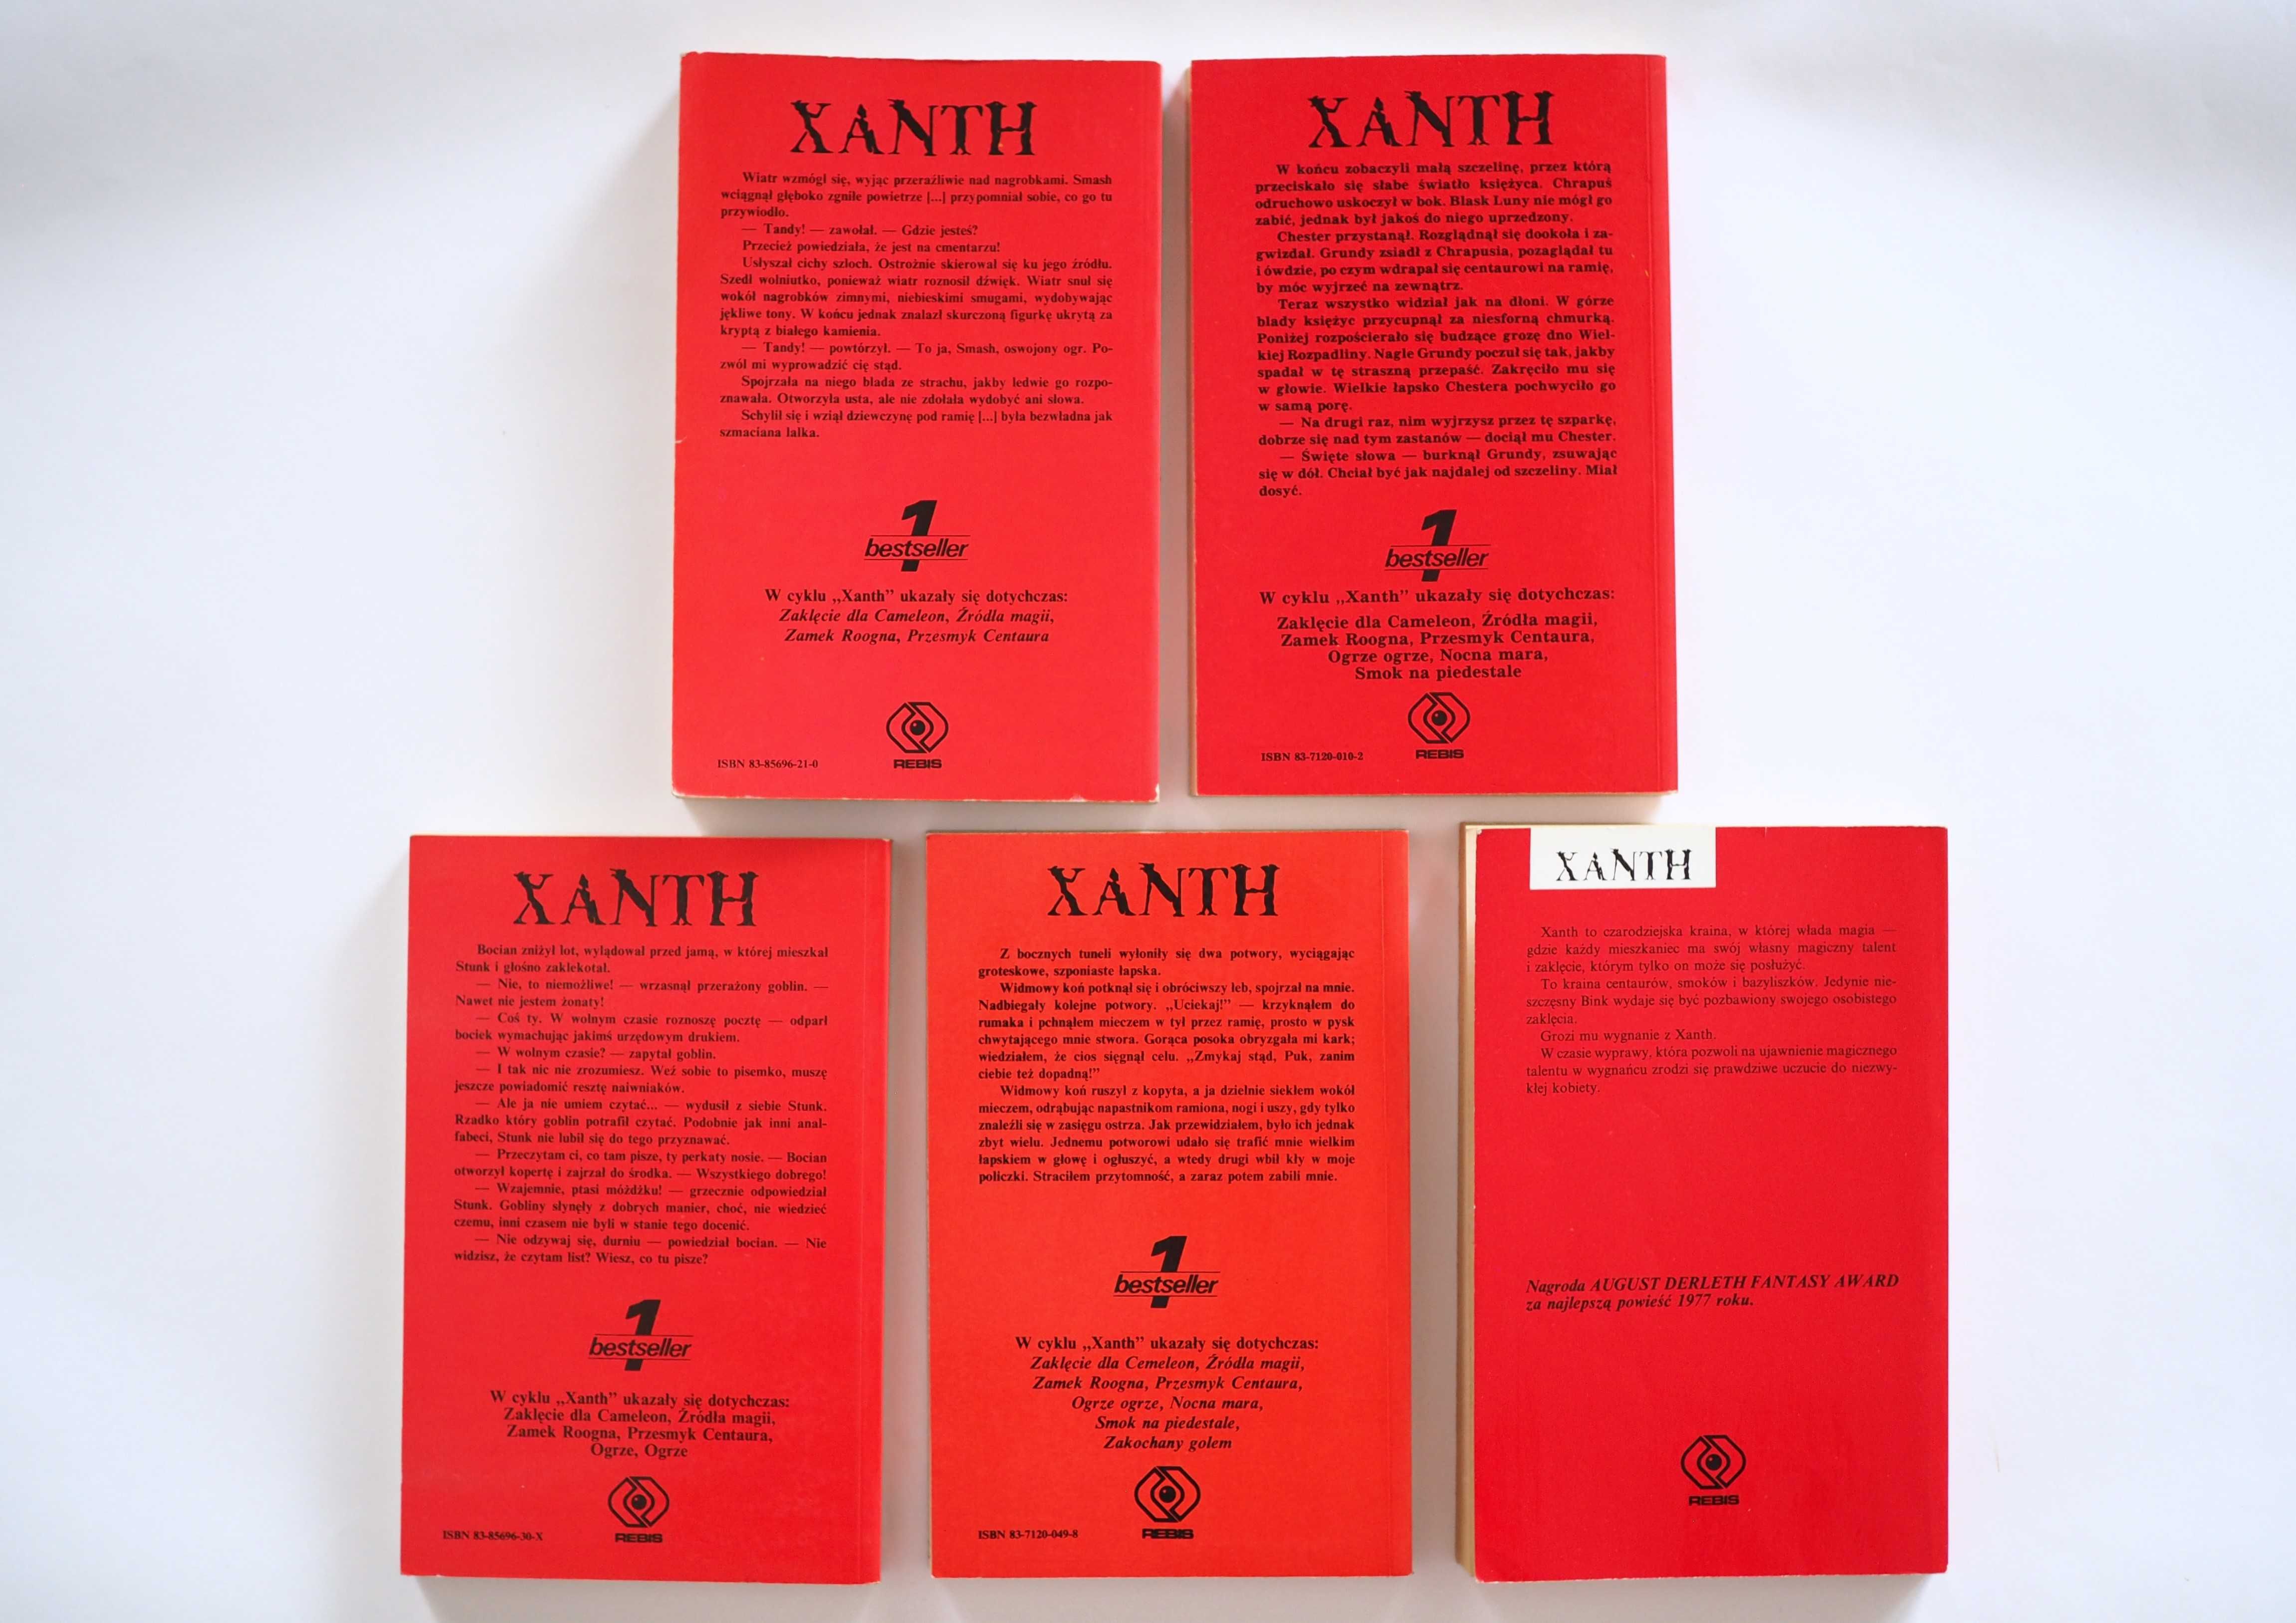 XANTH
Wiatr wzmógł się, wyjąc przeraźliwie nad nagrobkami. Smash
wciągnął głęboko zgniłe powietrze [...] przypomniał sobie, co go tu
przywiodło.
— Tandy! — zawołał. — Gdzie jesteś?
Przecież powiedziała, że jest na cmentarzu!
Usłyszał cichy szloch. Ostrożnie skierował się ku jego źródłu.
Szedł wolniutko, ponieważ wiatr roznosił dźwięk. Wiatr snuł się
wokół nagrobków zimnymi, niebieskimi smugami, wydobywając
jękliwe tony. W końcu jednak znalazł skurczoną figurkę ukrytą za
kryptą z białego kamienia.
— Tandy! — powtórzył. — To ja, Smash, oswojony ogr. Po-
zwól mi wyprowadzić cię stąd.
Spojrzała na niego blada ze strachu, jakby ledwie go rozpo-
znawała. Otworzyła usta, ale nie zdołała wydobyć ani słowa.
Schylił się i wziął dziewczynę pod ramię [...] była bezwładna jak
szmaciana lalka.
1
bestseller
W cyklu „Xanth” ukazały się dotychczas:
Zaklęcie dla Cameleon, Źródła magii,
Zamek Roogna, Przesmyk Centaura
ISBN 83-85696-21-0
REBIS
XANTH
W końcu zobaczyli małą szczelinę, przez którą
przeciskało się słabe światło księżyca. Chrapuś
odruchowo uskoczył w bok. Blask Luny nie mógł go
zabić, jednak był jakoś do niego uprzedzony.
Chester przystanął. Rozglądnął się dookoła i za-
gwizdał. Grundy zsiadł z Chrapusia, pozaglądał tu
i ówdzie, po czym wdrapał się centaurowi na ramię,
by móc wyjrzeć na zewnątrz.
Teraz wszystko widział jak na dłoni. W górze
blady księżyc przycupnął za niesforną chmurką.
Poniżej rozpościerało się budzące grozę dno Wiel-
kiej Rozpadliny. Nagle Grundy poczuł się tak, jakby
spadał w tę straszną przepaść. Zakręciło mu się
w głowie. Wielkie łapsko Chestera pochwyciło go
w samą porę.
— Na drugi raz, nim wyjrzysz przez tę szparkę,
dobrze się nad tym zastanów — dociął mu Chester.
— Święte słowa — burknął Grundy, zsuwając
się w dół. Chciał być jak najdalej od szczeliny. Miał
dosyć.
1
bestseller
W cyklu „Xanth” ukazały się dotychczas:
Zaklęcie dla Cameleon, Źródła magii,
Zamek Roogna, Przesmyk Centaura,
Ogrze ogrze, Nocna mara,
Smok na piedestale
ISBN 83-7120-010-2
REBIS
XANTH
Bocian zniżył lot, wylądował przed jamą, w której mieszkał
Stunk i głośno zaklekotał.
— Nie, to niemożliwe! — wrzasnął przerażony goblin. —
Nawet nie jestem żonaty!
— Coś ty. W wolnym czasie roznoszę pocztę — odparł
bociek wymachując jakimś urzędowym drukiem.
— W wolnym czasie? — zapytał goblin.
— I tak nic nie zrozumiesz. Weź sobie to pisemko, muszę
jeszcze powiadomić resztę naiwniaków.
— Ale ja nie umiem czytać... — wydusił z siebie Stunk.
Rzadko który goblin potrafił czytać. Podobnie jak inni anal-
fabeci, Stunk nie lubił się do tego przyznawać.
— Przeczytam ci, co tam pisze, ty perkaty nosie. — Bocian
otworzył kopertę i zajrzał do środka. — Wszystkiego dobrego!
— Wzajemnie, ptasi móżdżku! — grzecznie odpowiedział
Stunk. Gobliny słynęły z dobrych manier, choć, nie wiedzieć
czemu, inni czasem nie byli w stanie tego docenić.
— Nie odzywaj się, durniu — powiedział bocian. — Nie
widzisz, że czytam list? Wiesz, co tu pisze?
1
bestseller
W cyklu „Xanth” ukazały się dotychczas:
Zaklęcie dla Cameleon, Źródła magii,
Zamek Roogna, Przesmyk Centaura,
Ogrze, Ogrze
ISBN 83-85696-30-X
REBIS
XANTH
Z bocznych tuneli wyłoniły się dwa potwory, wyciągając
groteskowe, szponiaste łapska.
Widmowy koń potknął się i obróciwszy łeb, spojrzał na mnie.
Nadbiegały kolejne potwory. „Uciekaj!” — krzyknąłem do
rumaka i pchnąłem mieczem w tył przez ramię, prosto w pysk
chwytającego mnie stwora. Gorąca posoka obryzgała mi kark;
wiedziałem, że cios sięgnął celu. „Zmykaj stąd, Puk, zanim
ciebie też dopadną!”
Widmowy koń ruszył z kopyta, a ja dzielnie siekłem wokół
mieczem, odrąbując napastnikom ramiona, nogi i uszy, gdy tylko
znaleźli się w zasięgu ostrza. Jak przewidziałem, było ich jednak
zbyt wielu. Jednemu potworowi udało się trafić mnie wielkim
łapskiem w głowę i ogłuszyć, a wtedy drugi wbił kły w moje
policzki. Straciłem przytomność, a zaraz potem zabili mnie.
1
bestseller
W cyklu „Xanth” ukazały się dotychczas:
Zaklęcie dla Cemeleon, Źródła magii,
Zamek Roogna, Przesmyk Centaura,
Ogrze ogrze, Nocna mara,
Smok na piedestale,
Zakochany golem
ISBN 83-7120-049-8
REBIS
XANTH
Xanth to czarodziejska kraina, w której włada magia —
gdzie każdy mieszkaniec ma swój własny magiczny talent
i zaklęcie, którym tylko on może się posłużyć.
To kraina centaurów, smoków i bazyliszków. Jedynie nie-
szczęsny Bink wydaje się być pozbawiony swojego osobistego
zaklęcia.
Grozi mu wygnanie z Xanth.
W czasie wyprawy, która pozwoli na ujawnienie magicznego
talentu w wygnańcu zrodzi się prawdziwe uczucie do niezwy-
kłej kobiety.
Nagroda AUGUST DERLETH FANTASY AWARD
za najlepszą powieść 1977 roku.
REBIS